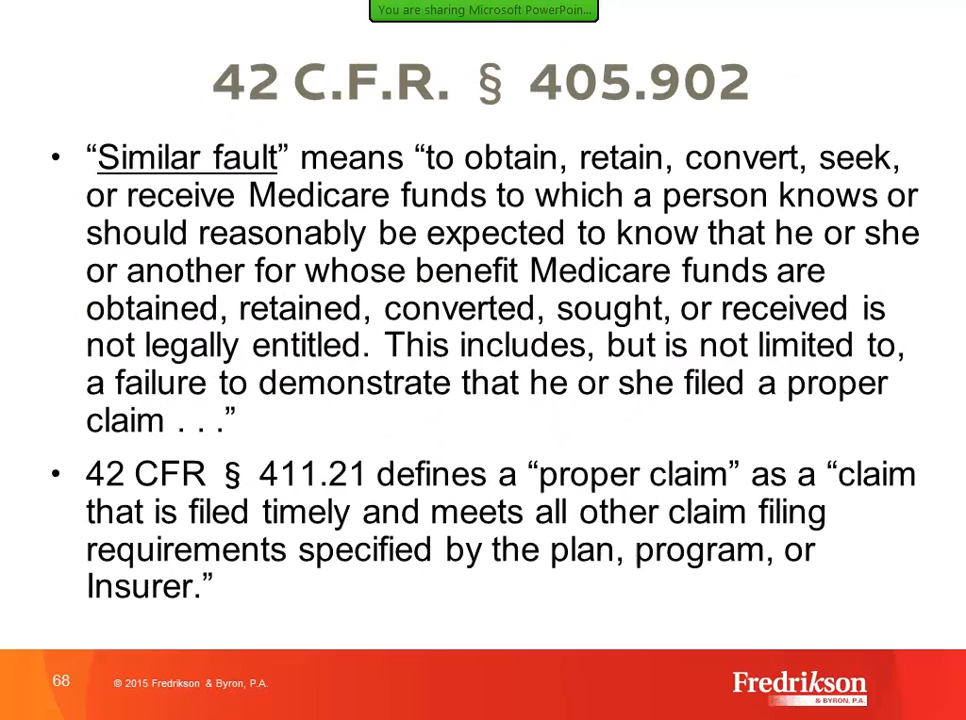 You are sharing Microsoft PowerPoin...
42 C.F.R. § 405.902
• “Similar fault” means “to obtain, retain, convert, seek,
or receive Medicare funds to which a person knows or
should reasonably be expected to know that he or she
or another for whose benefit Medicare funds are
obtained, retained, converted, sought, or received is
not legally entitled. This includes, but is not limited to,
a failure to demonstrate that he or she filed a proper
claim . . .”
• 42 CFR § 411.21 defines a “proper claim” as a “claim
that is filed timely and meets all other claim filing
requirements specified by the plan, program, or
Insurer.”
68
© 2015 Fredrikson & Byron, P.A.
Fredrikson
& BYRON, P.A.